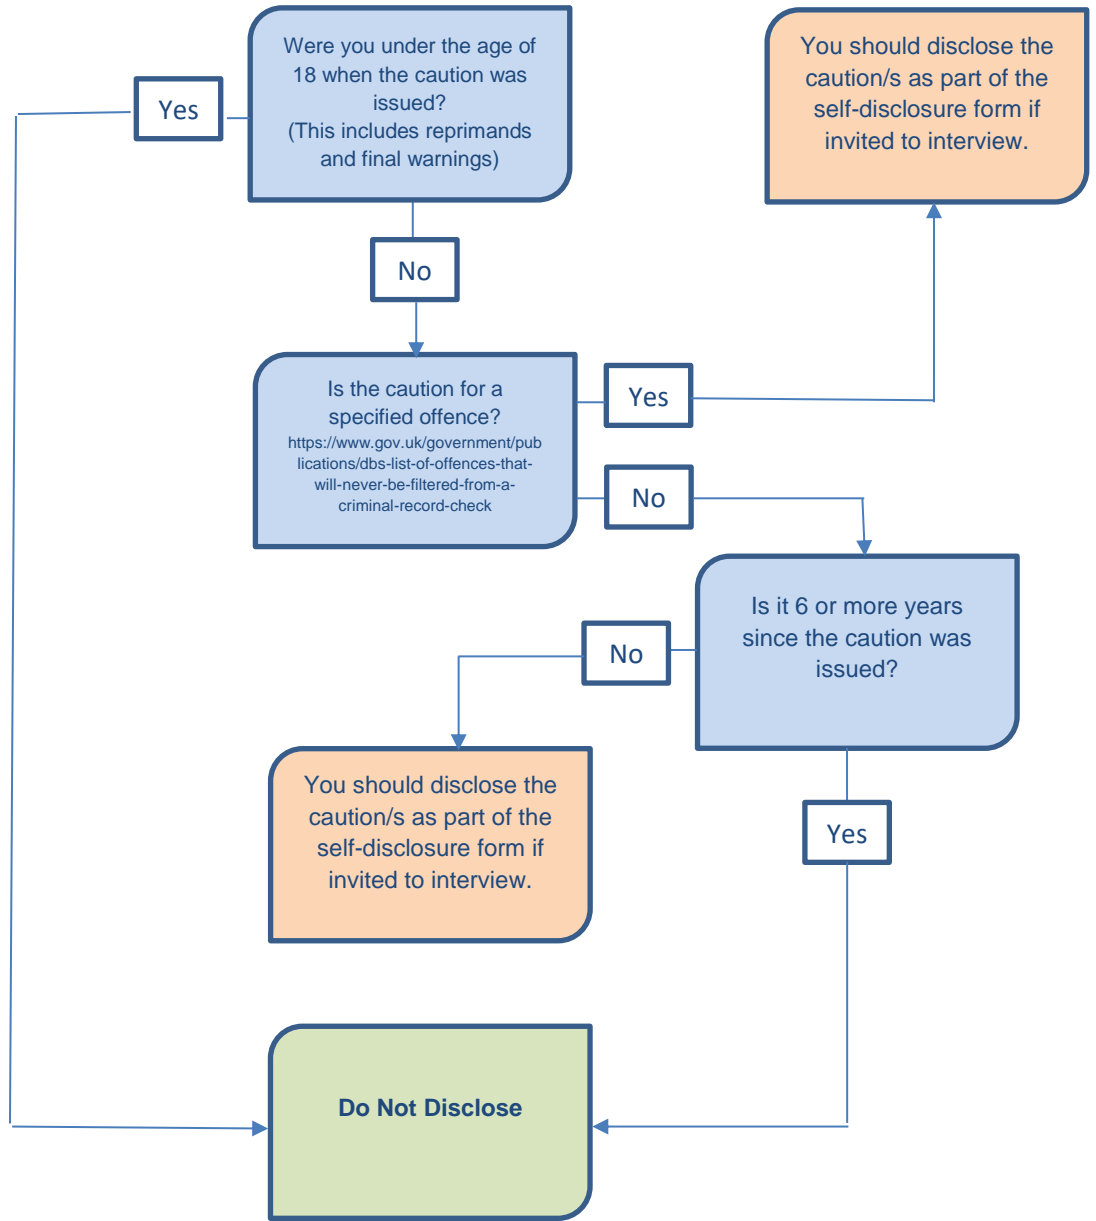 Were you under the age of
18 when the caution was
issued?
(This includes reprimands
and final warnings)
You should disclose the
caution/s as part of the
self-disclosure form if
invited to interview.
Yes
No
Is the caution for a
specified offence?
https://www.gov.uk/government/pub
lications/dbs-list-of-offences-that-
will-never-be-filtered-from-a-
criminal-record-check
Yes
No
Is it 6 or more years
since the caution was
issued?
No
You should disclose the
caution/s as part of the
self-disclosure form if
invited to interview.
Yes
Do Not Disclose